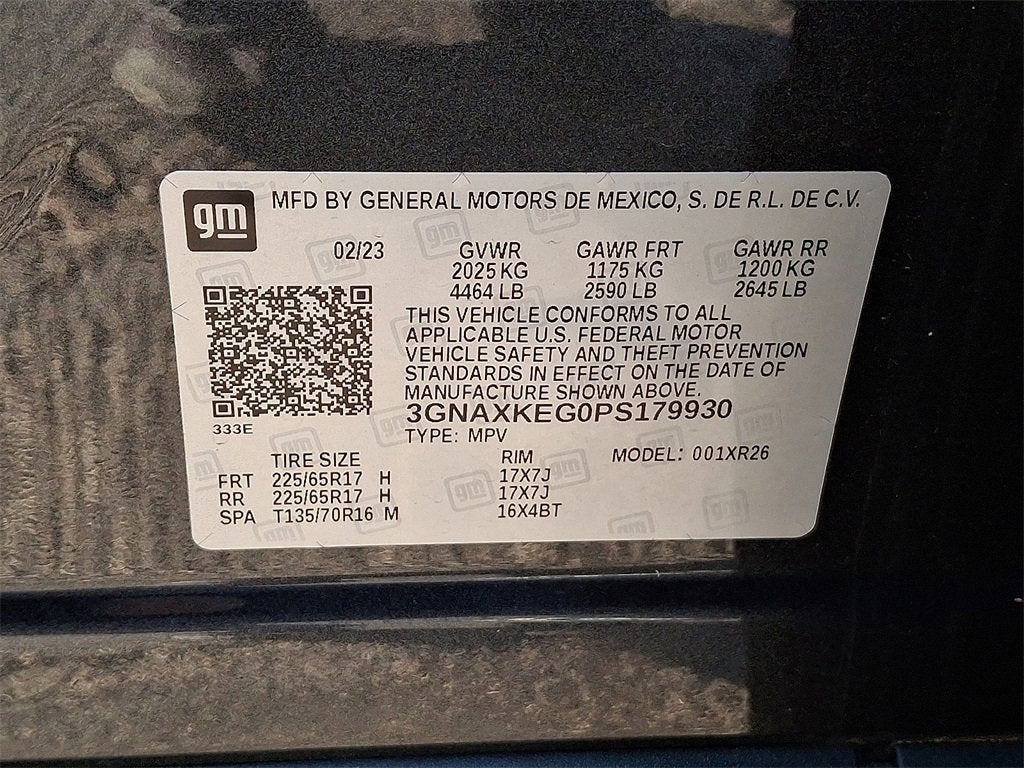 gm MFD BY GENERAL MOTORS DE MEXICO, S. DE R.L. DE C.V.
02/23 GVWR GAWR FRT GAWR RR
2025 KG 1175 KG 1200 KG
4464 LB 2590 LB 2645 LB
THIS VEHICLE CONFORMS TO ALL
APPLICABLE U.S. FEDERAL MOTOR
VEHICLE SAFETY AND THEFT PREVENTION
STANDARDS IN EFFECT ON THE DATE OF
MANUFACTURE SHOWN ABOVE.
3GNAXKEG0PS179930
333E
TYPE: MPV
TIRE SIZE RIM MODEL: 001XR26
FRT 225/65R17 H 17X7J
RR 225/65R17 H 17X7J
SPA T135/70R16 M 16X4BT